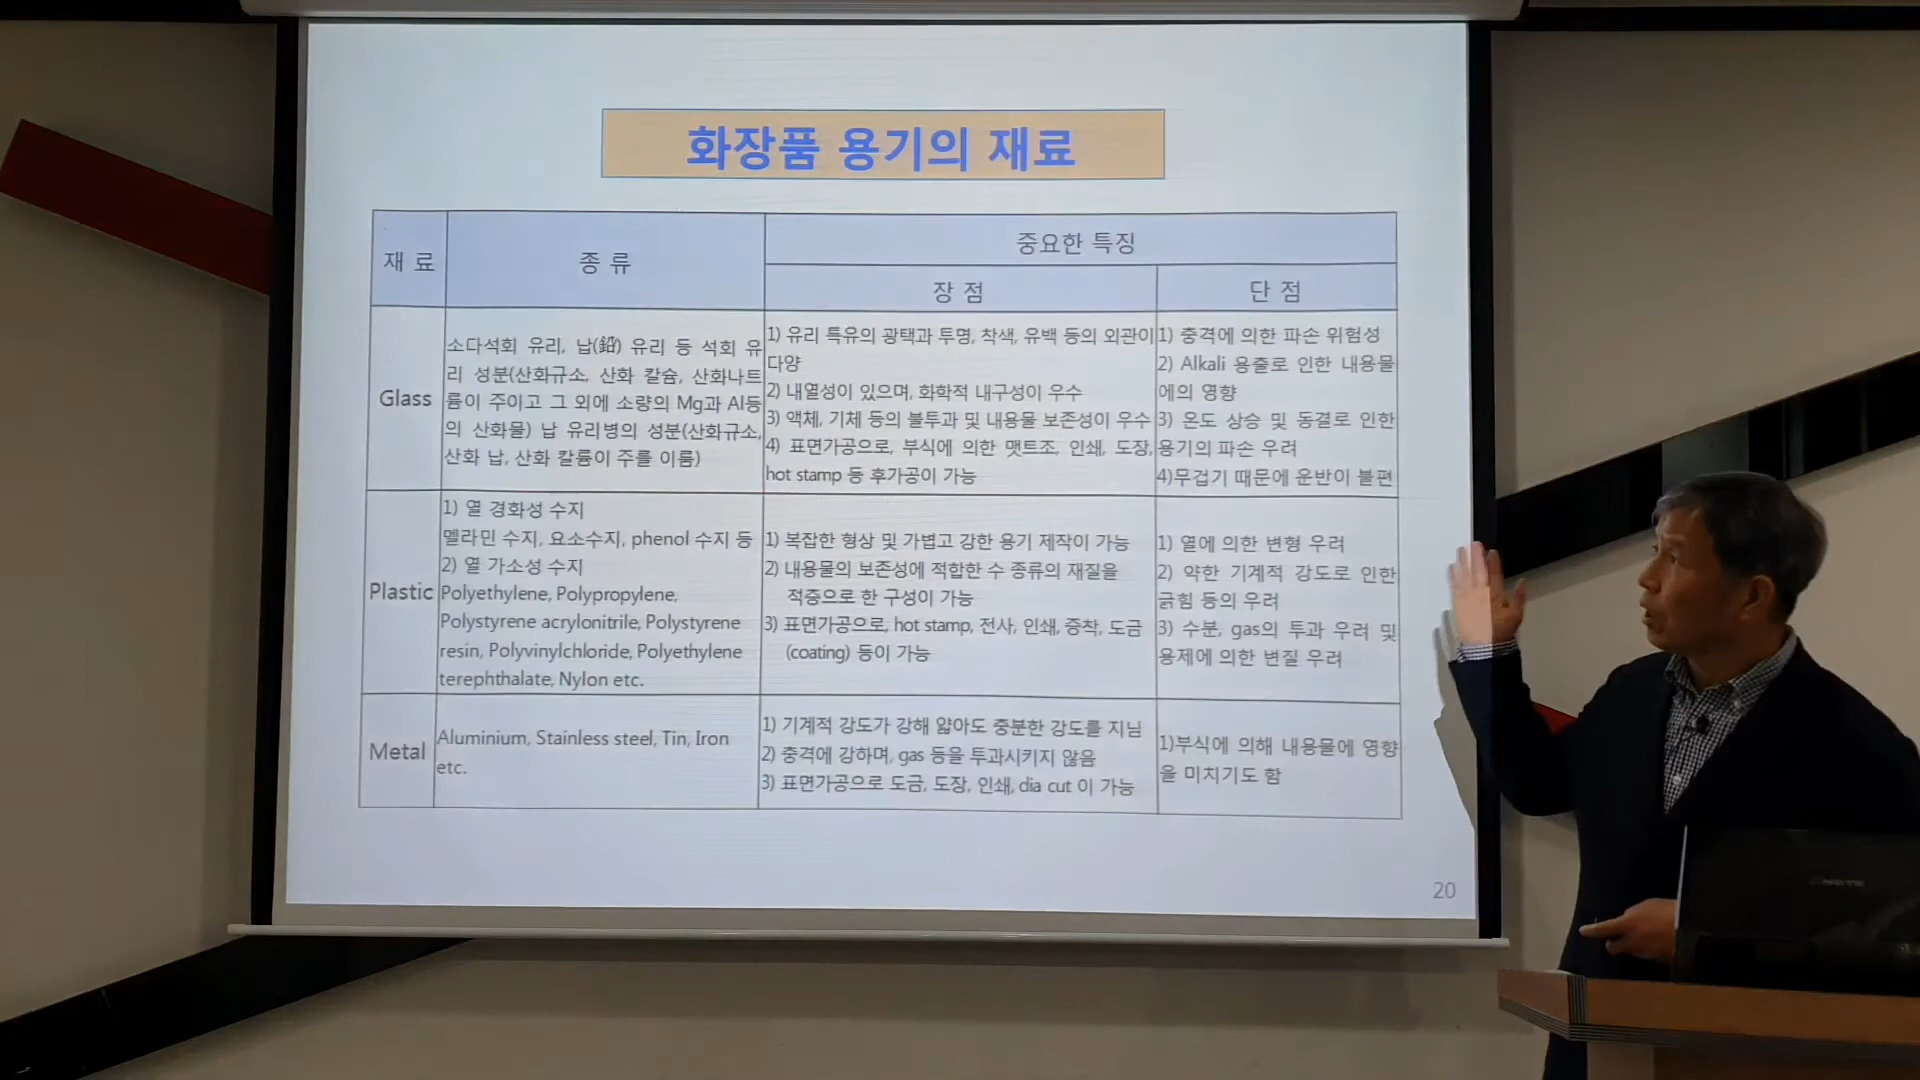 화장품 용기의 재료
재 료
종 류
중요한 특징
장 점
단 점
Glass
소다석회 유리, 납(鉛) 유리 등 석회 유
리 성분(산화규소, 산화 칼슘, 산화나트
륨이 주이고 그 외에 소량의 Mg과 Al등
의 산화물) 납 유리병의 성분(산화규소,
산화 납, 산화 칼륨이 주를 이룸)
1) 유리 특유의 광택과 투명, 착색, 유백 등의 외관이
다양
2) 내열성이 있으며, 화학적 내구성이 우수
3) 액체, 기체 등의 불투과 및 내용물 보존성이 우수
4) 표면가공으로, 부식에 의한 맷트조, 인쇄, 도장,
hot stamp 등 후가공이 가능
1) 충격에 의한 파손 위험성
2) Alkali 용출로 인한 내용물
에의 영향
3) 온도 상승 및 동결로 인한
용기의 파손 우려
4)무겁기 때문에 운반이 불편
Plastic
1) 열 경화성 수지
멜라민 수지, 요소수지, phenol 수지 등
2) 열 가소성 수지
Polyethylene, Polypropylene,
Polystyrene acrylonitrile, Polystyrene
resin, Polyvinylchloride, Polyethylene
terephthalate, Nylon etc.
1) 복잡한 형상 및 가볍고 강한 용기 제작이 가능
2) 내용물의 보존성에 적합한 수 종류의 재질을
적층으로 한 구성이 가능
3) 표면가공으로, hot stamp, 전사, 인쇄, 증착, 도금
(coating) 등이 가능
1) 열에 의한 변형 우려
2) 약한 기계적 강도로 인한
긁힘 등의 우려
3) 수분, gas의 투과 우려 및
용제에 의한 변질 우려
Metal
Aluminium, Stainless steel, Tin, Iron
etc.
1) 기계적 강도가 강해 얇아도 충분한 강도를 지님
2) 충격에 강하며, gas 등을 투과시키지 않음
3) 표면가공으로 도금, 도장, 인쇄, dia cut 이 가능
1)부식에 의해 내용물에 영향
을 미치기도 함
20